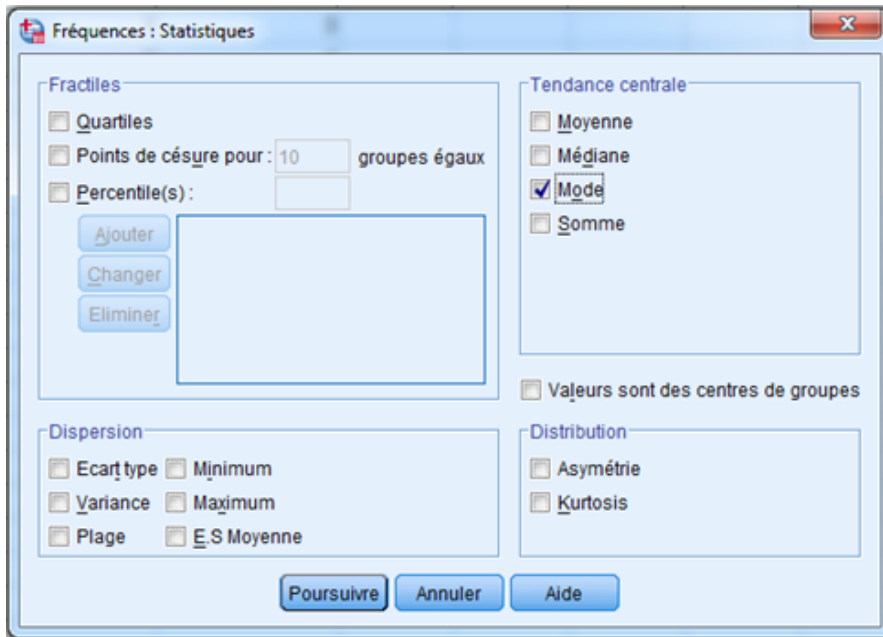 Fréquences : Statistiques
Fractiles
Quartiles
Points de césure pour : 10 groupes égaux
Percentile(s) :
Ajouter
Changer
Eliminer
Tendance centrale
Moyenne
Médiane
Mode
Somme
Valeurs sont des centres de groupes
Dispersion
Ecart type Minimum
Variance Maximum
Plage E.S Moyenne
Distribution
Asymétrie
Kurtosis
Poursuivre Annuler Aide